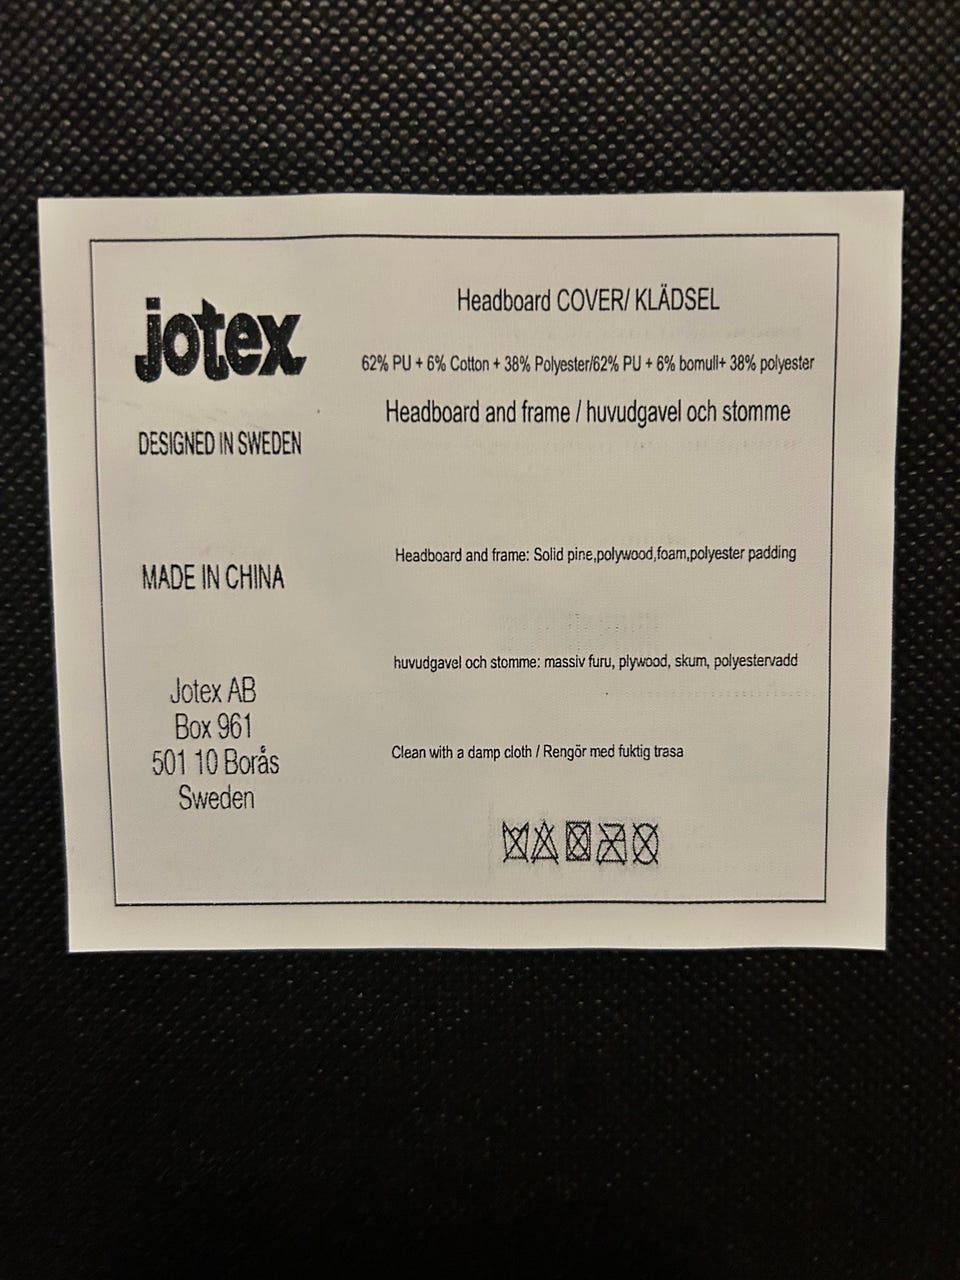 jotex
DESIGNED IN SWEDEN
MADE IN CHINA
Jotex AB
Box 961
501 10 Borås
Sweden
Headboard COVER/ KLÄDSEL
62% PU + 6% Cotton + 38% Polyester/62% PU + 6% bomull+ 38% polyester
Headboard and frame / huvudgavel och stomme
Headboard and frame: Solid pine,polywood,foam,polyester padding
huvudgavel och stomme: massiv furu, plywood, skum, polyestervadd
Clean with a damp cloth / Rengör med fuktig trasa